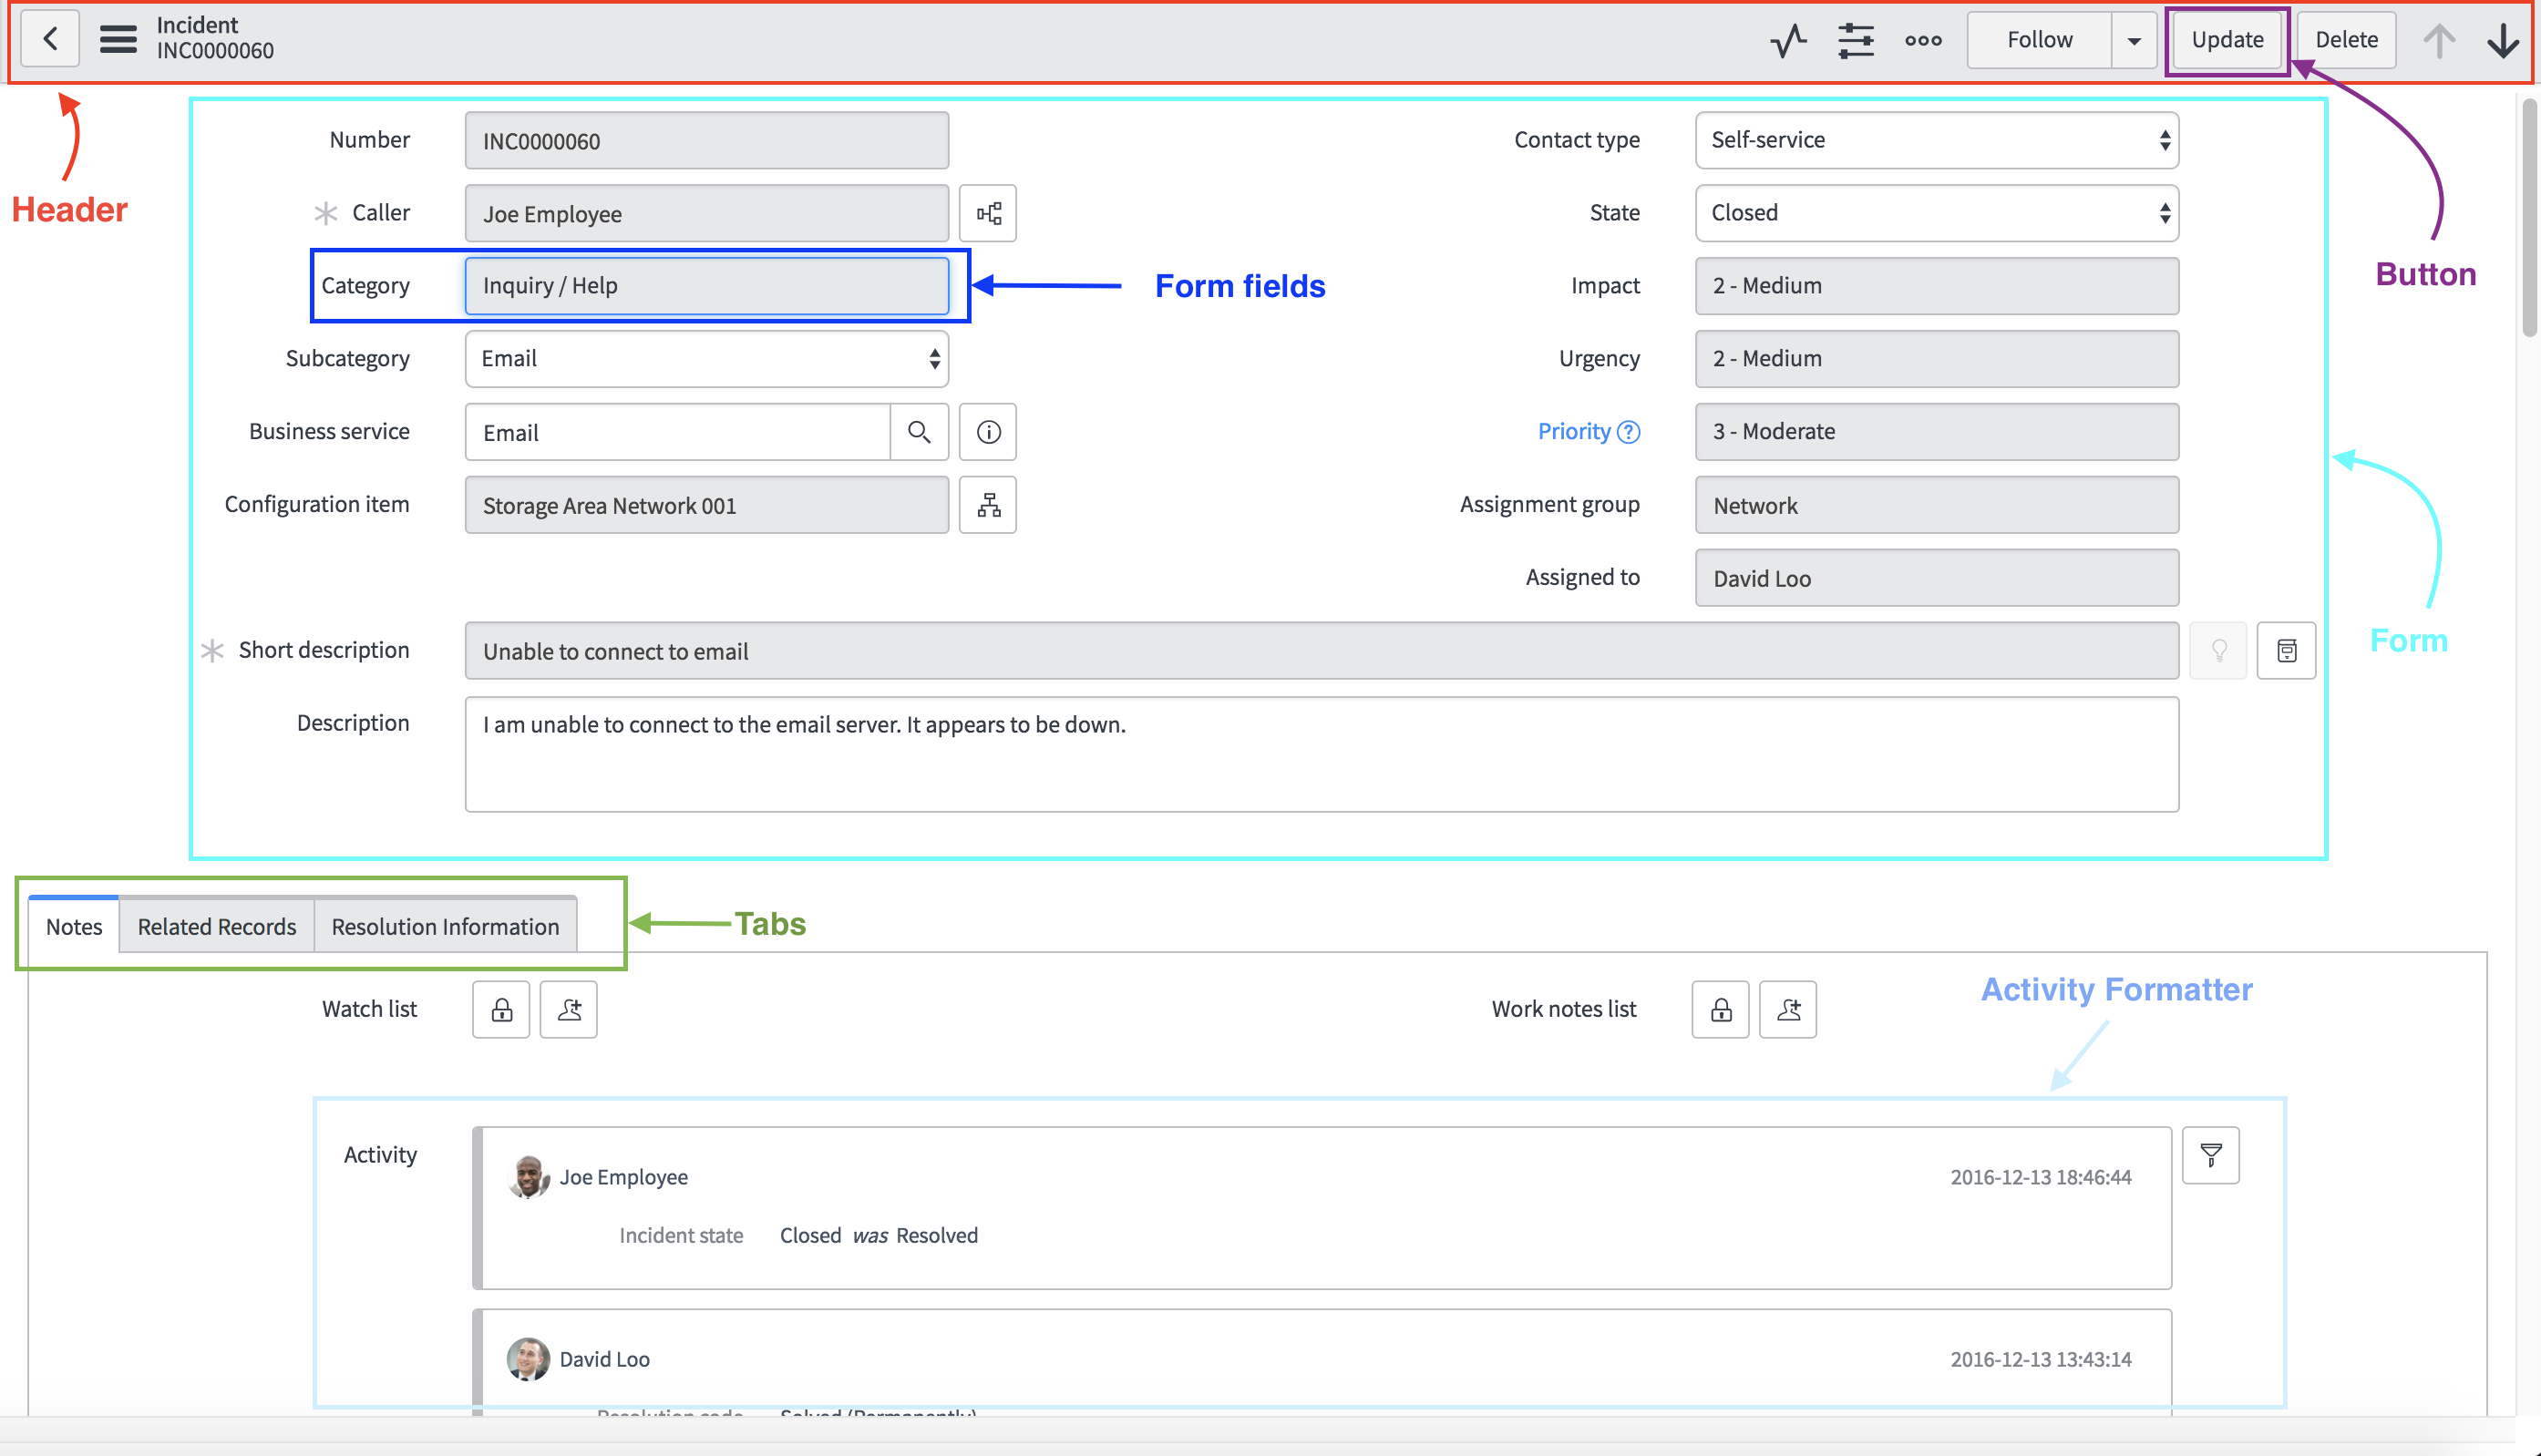 Incident
INC0000060
Follow
Update
Delete
Header
Number INC0000060
Contact type Self-service
Caller Joe Employee
State Closed
Category Inquiry / Help
Form fields
Impact 2 - Medium
Button
Subcategory Email
Urgency 2 - Medium
Business service Email
Priority 3 - Moderate
Configuration item Storage Area Network 001
Assignment group Network
Assigned to David Loo
Form
Short description Unable to connect to email
Description I am unable to connect to the email server. It appears to be down.
Notes Related Records Resolution Information
Tabs
Activity Formatter
Watch list
Work notes list
Activity
Joe Employee 2016-12-13 18:46:44
Incident state Closed was Resolved
David Loo 2016-12-13 13:43:14
Resolution code Solved (Permanently)